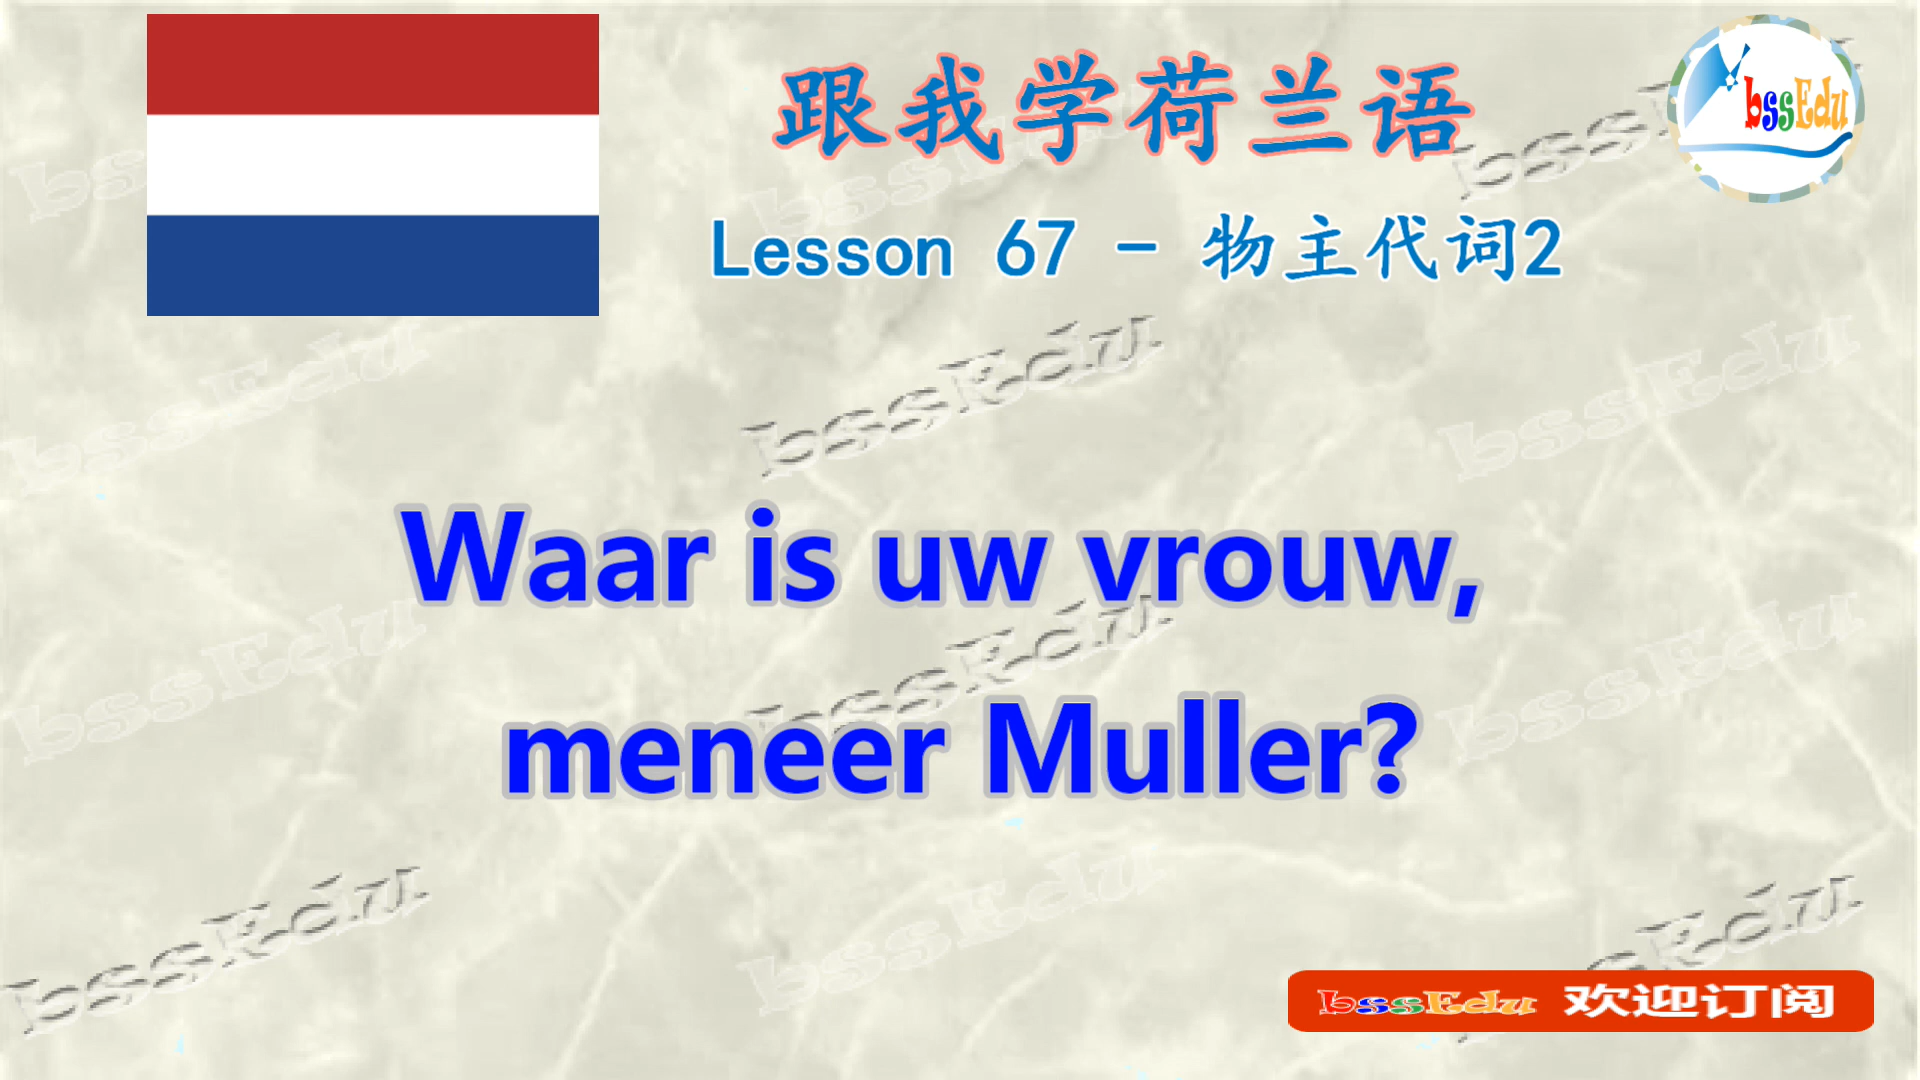 跟我学荷兰语
bssEdu
Lesson 67 - 物主代词2
Waar is uw vrouw,
meneer Muller?
bssEdu 欢迎订阅